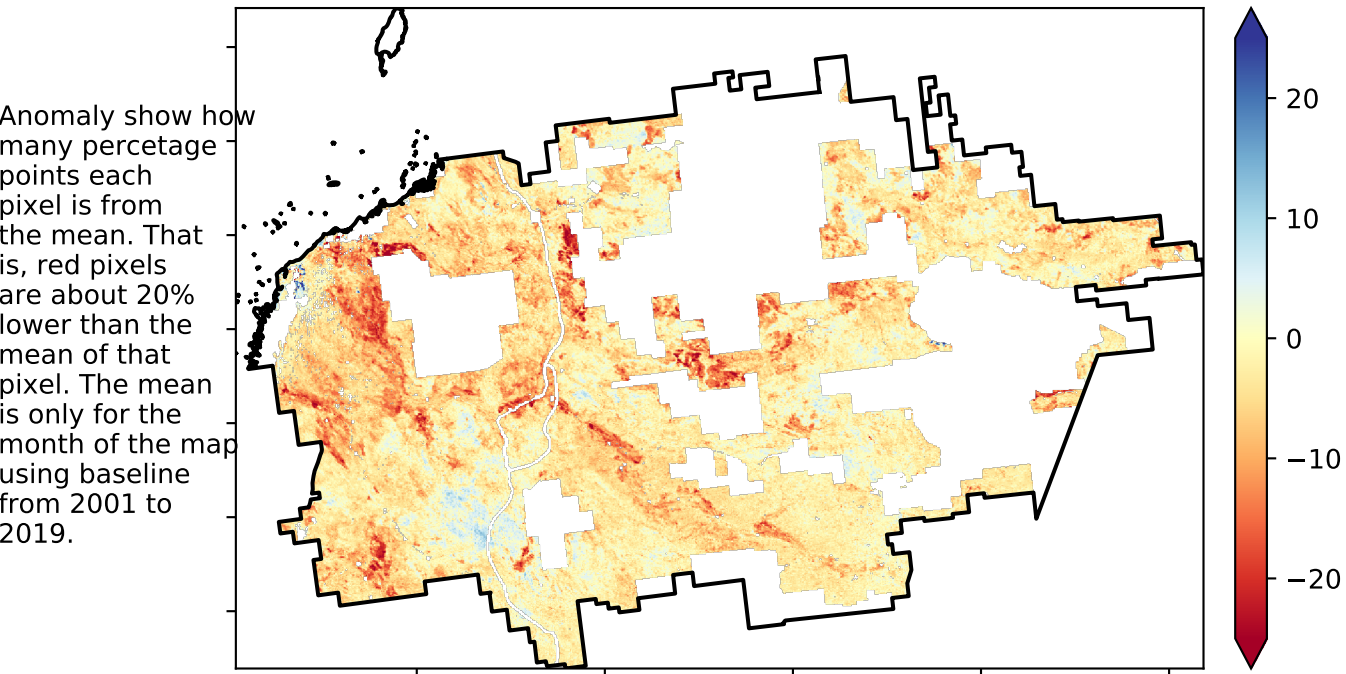 Anomaly show how
many percetage
points each
pixel is from
the mean. That
is, red pixels
are about 20%
lower than the
mean of that
pixel. The mean
is only for the
month of the map
using baseline
from 2001 to
2019.
20
10
0
−10
−20